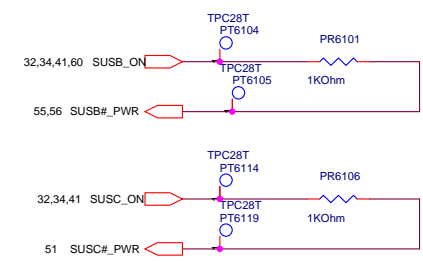 TPC28T
PT6104
PR6101
32,34,41,60 SUSB_ON
TPC28T
PT6105
1KOhm
55,56 SUSB#_PWR
TPC28T
PT6114
PR6106
32,34,41 SUSC_ON
TPC28T
PT6119
1KOhm
51 SUSC#_PWR